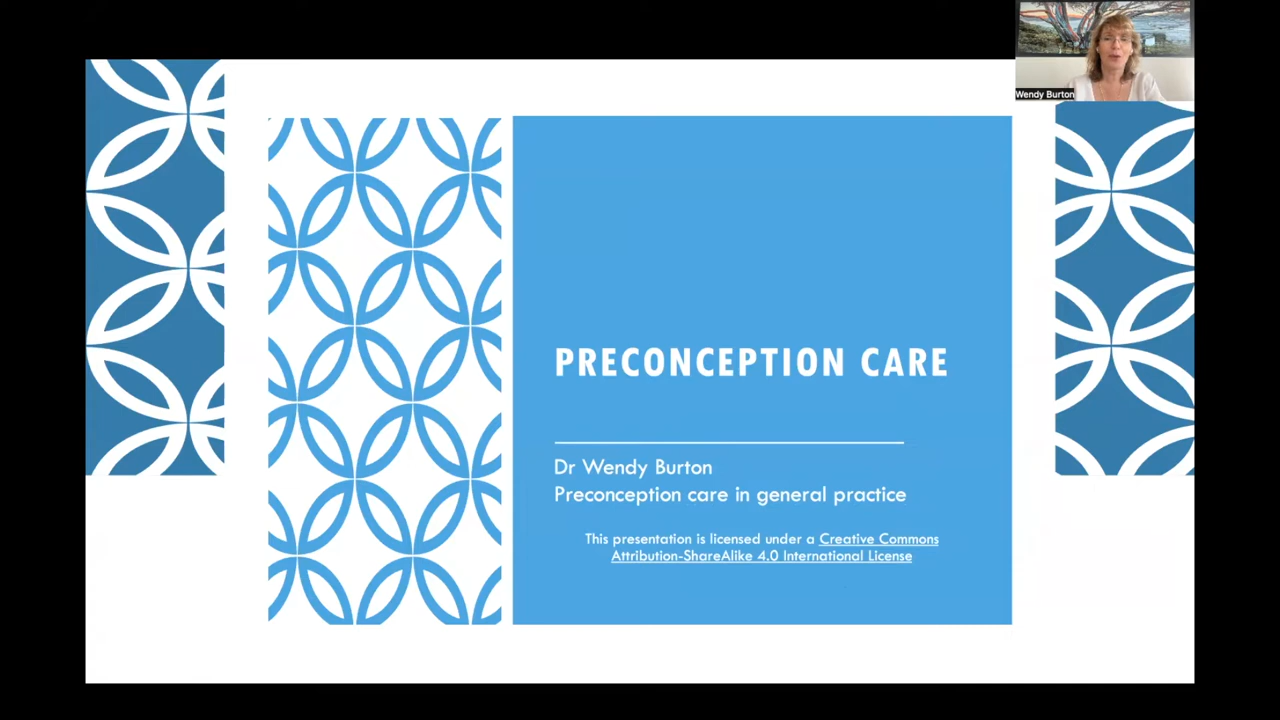 Wendy Burton
PRECONCEPTION CARE
Dr Wendy Burton
Preconception care in general practice
This presentation is licensed under a Creative Commons
Attribution-ShareAlike 4.0 International License